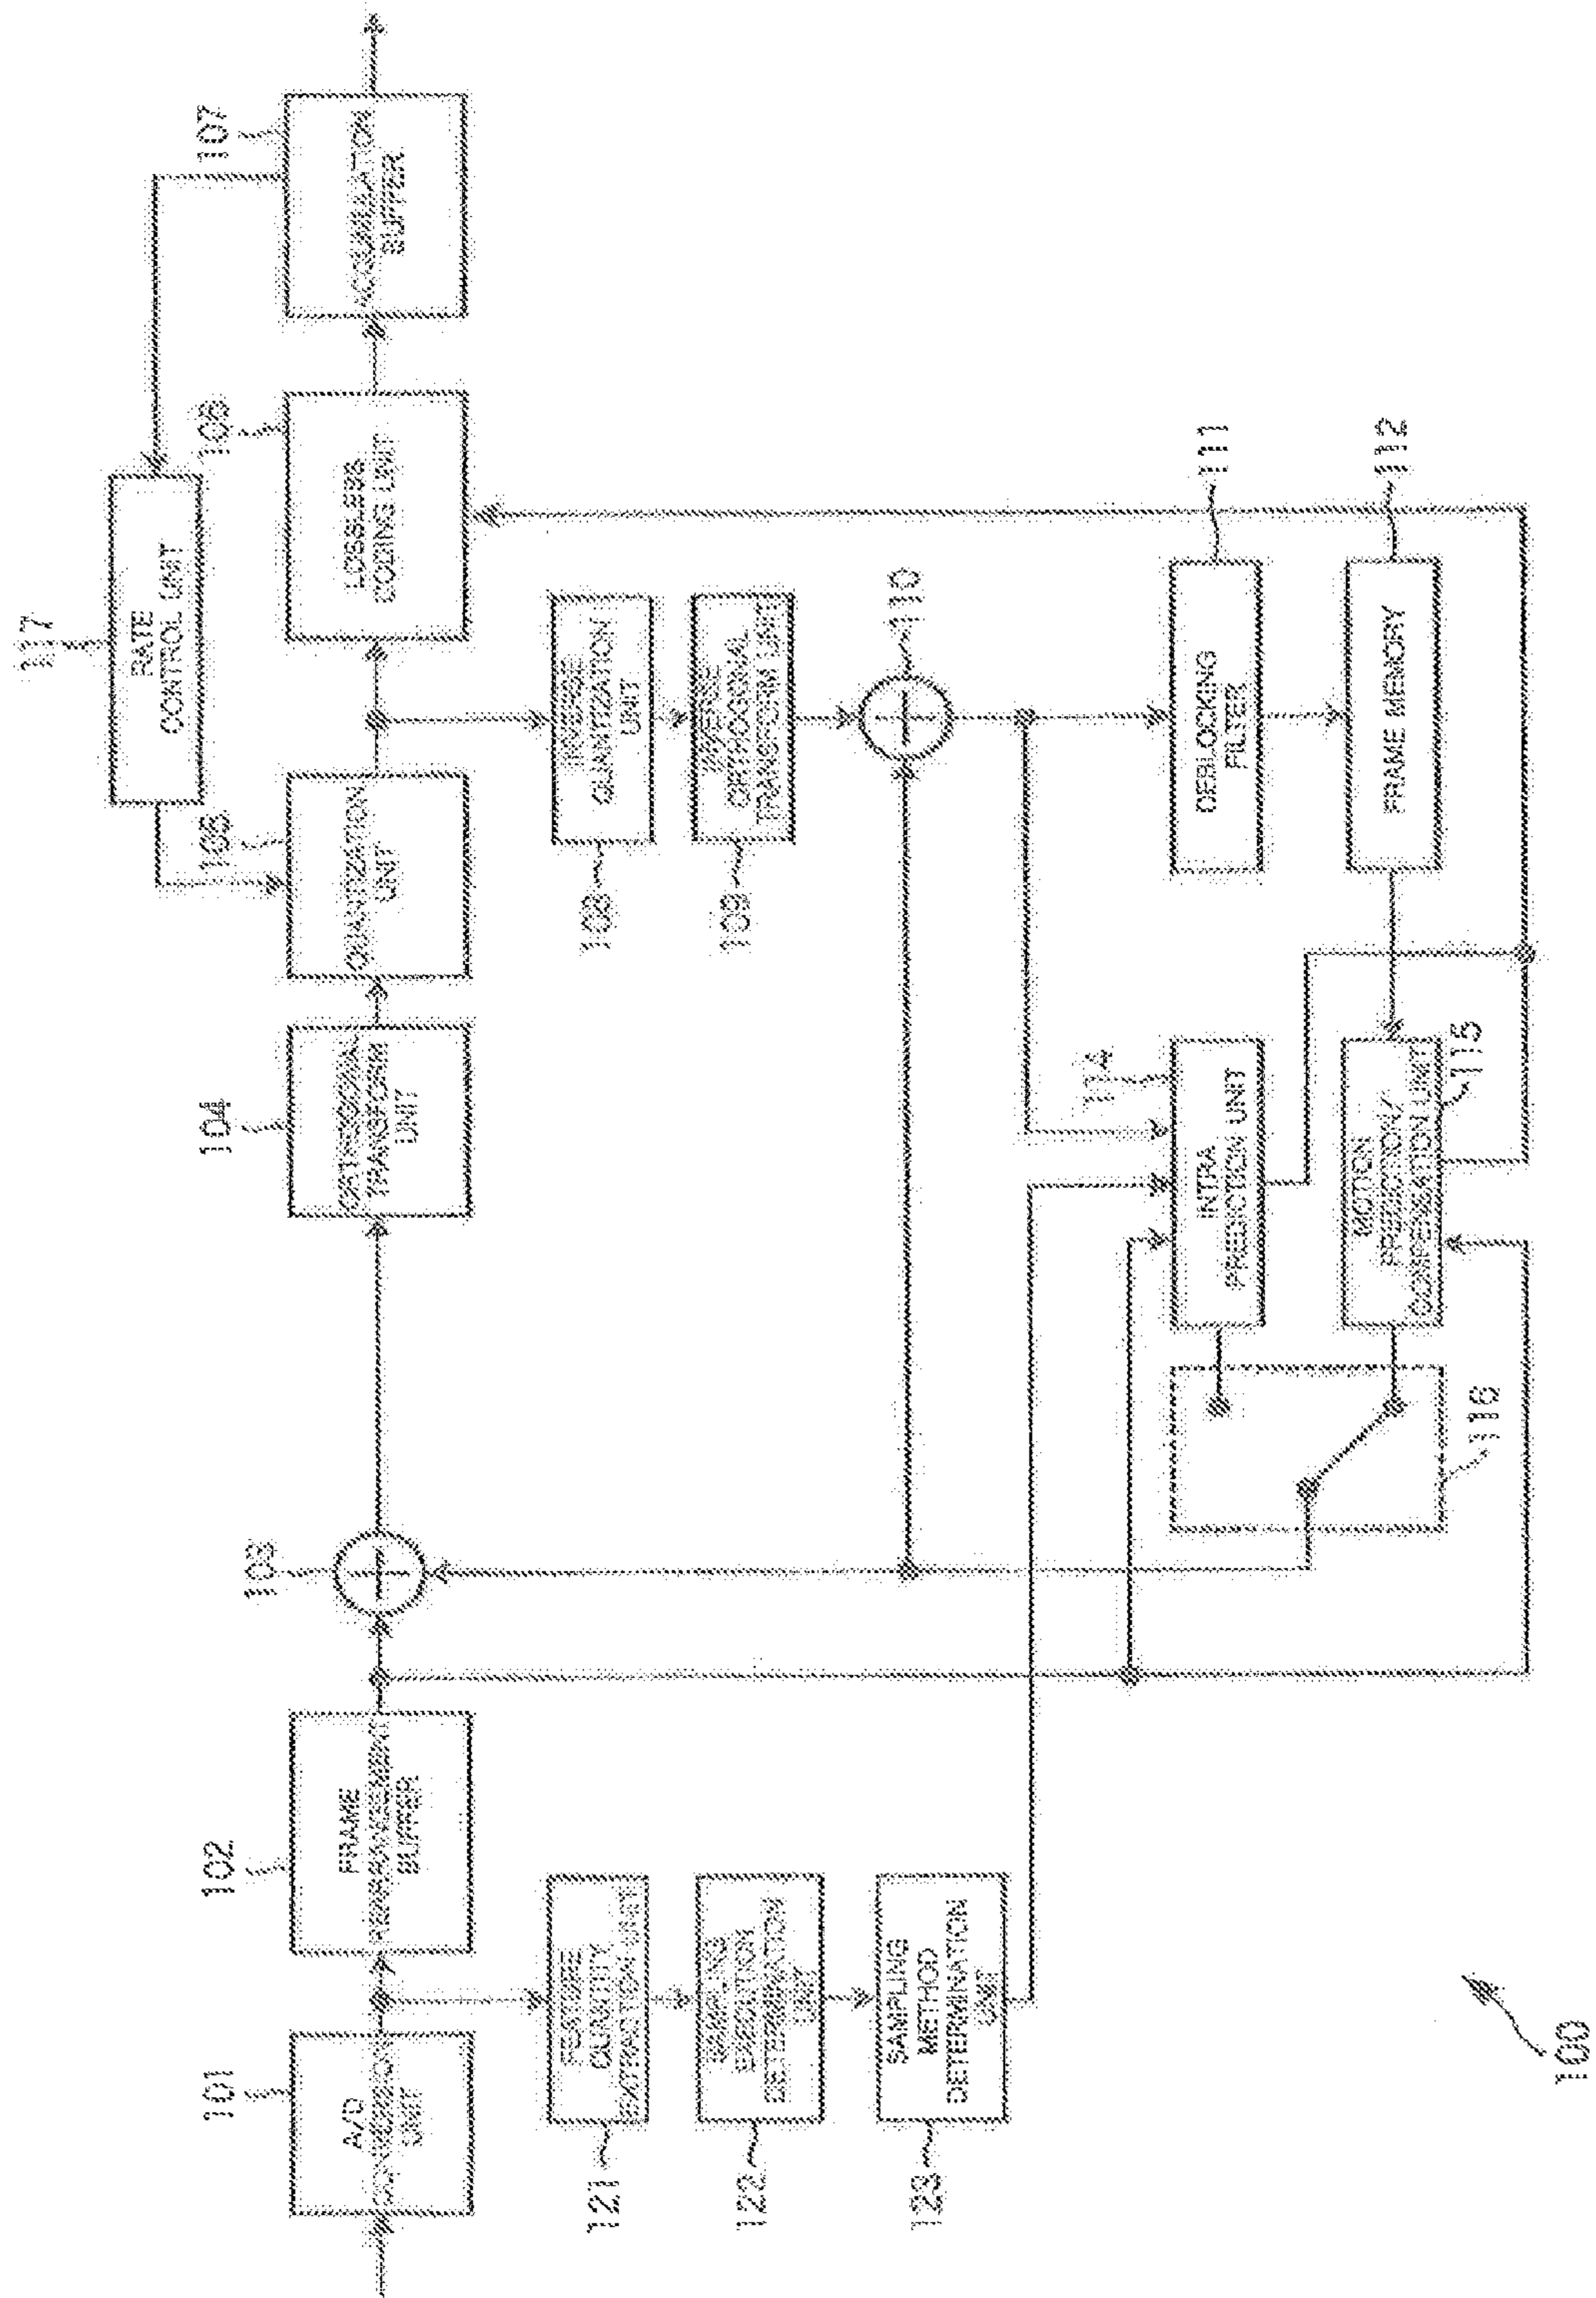 117
RATE
CONTROL UNIT
101
A/D
CONVERSION
UNIT
102
FRAME
REARRANGEMENT
BUFFER
103
104
ORTHOGONAL
TRANSFORM
UNIT
105
QUANTIZATION
UNIT
106
LOSSLESS
CODING UNIT
107
ACCUMULATION
BUFFER
121
FEATURE
QUANTITY
EXTRACTION UNIT
108
INVERSE
QUANTIZATION
UNIT
122
SAMPLING
EXECUTION
DETERMINATION
UNIT
109
INVERSE
ORTHOGONAL
TRANSFORM UNIT
123
SAMPLING
METHOD
DETERMINATION
UNIT
110
114
INTRA
PREDICTION UNIT
111
DEBLOCKING
FILTER
116
MOTION
PREDICTION/
COMPENSATION UNIT
115
112
FRAME MEMORY
100